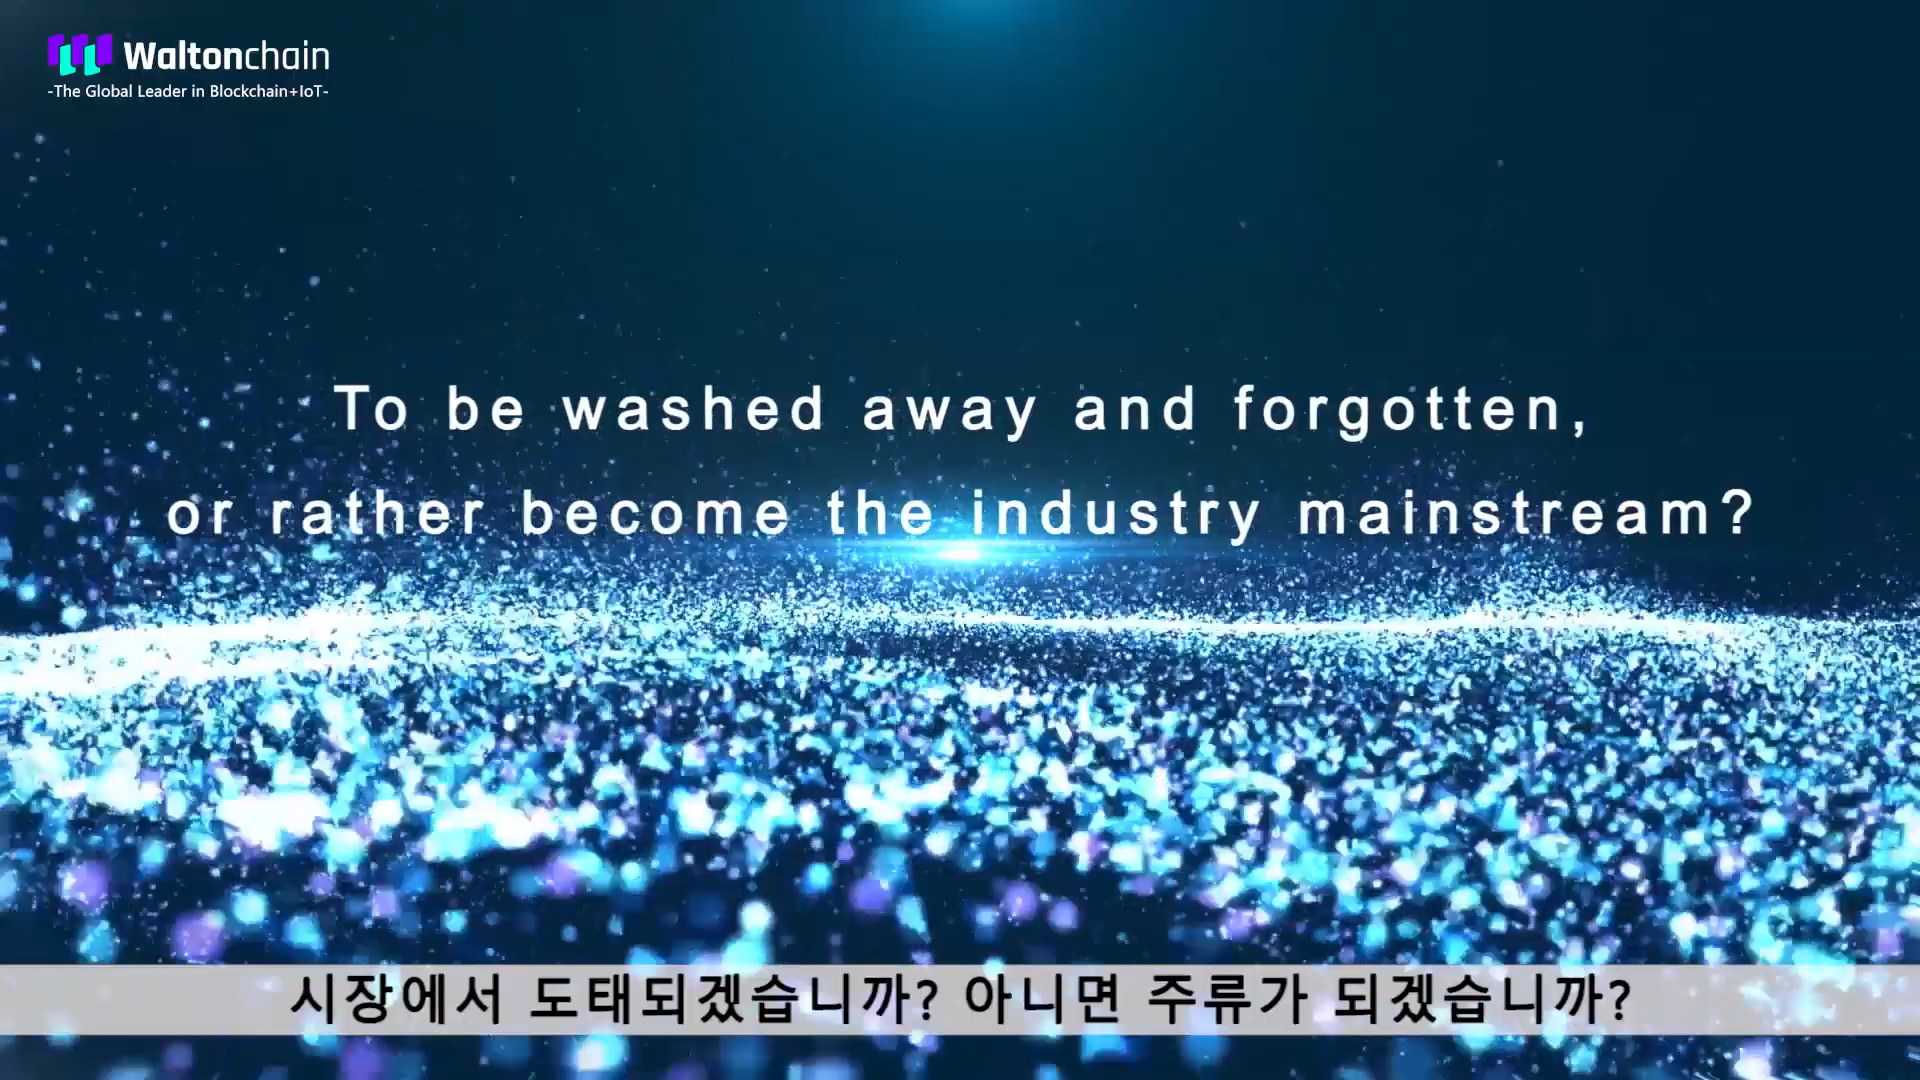 Waltonchain
-The Global Leader in Blockchain+IoT-
To be washed away and forgotten,
or rather become the industry mainstream?
시장에서 도태되겠습니까? 아니면 주류가 되겠습니까?